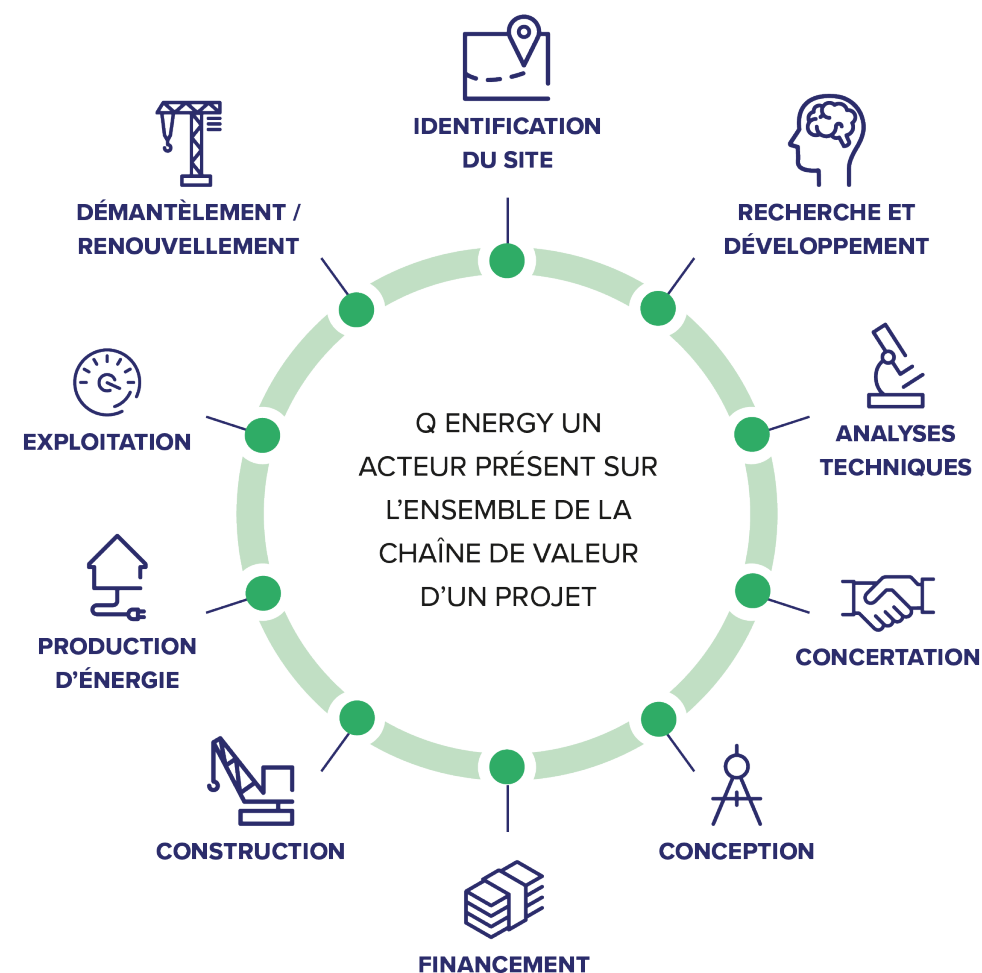 IDENTIFICATION
DU SITE
RECHERCHE ET
DÉVELOPPEMENT
ANALYSES
TECHNIQUES
CONCERTATION
CONCEPTION
FINANCEMENT
CONSTRUCTION
PRODUCTION
D’ÉNERGIE
EXPLOITATION
DÉMANTÈLEMENT /
RENOUVELLEMENT
Q ENERGY UN
ACTEUR PRÉSENT SUR
L’ENSEMBLE DE LA
CHAÎNE DE VALEUR
D’UN PROJET